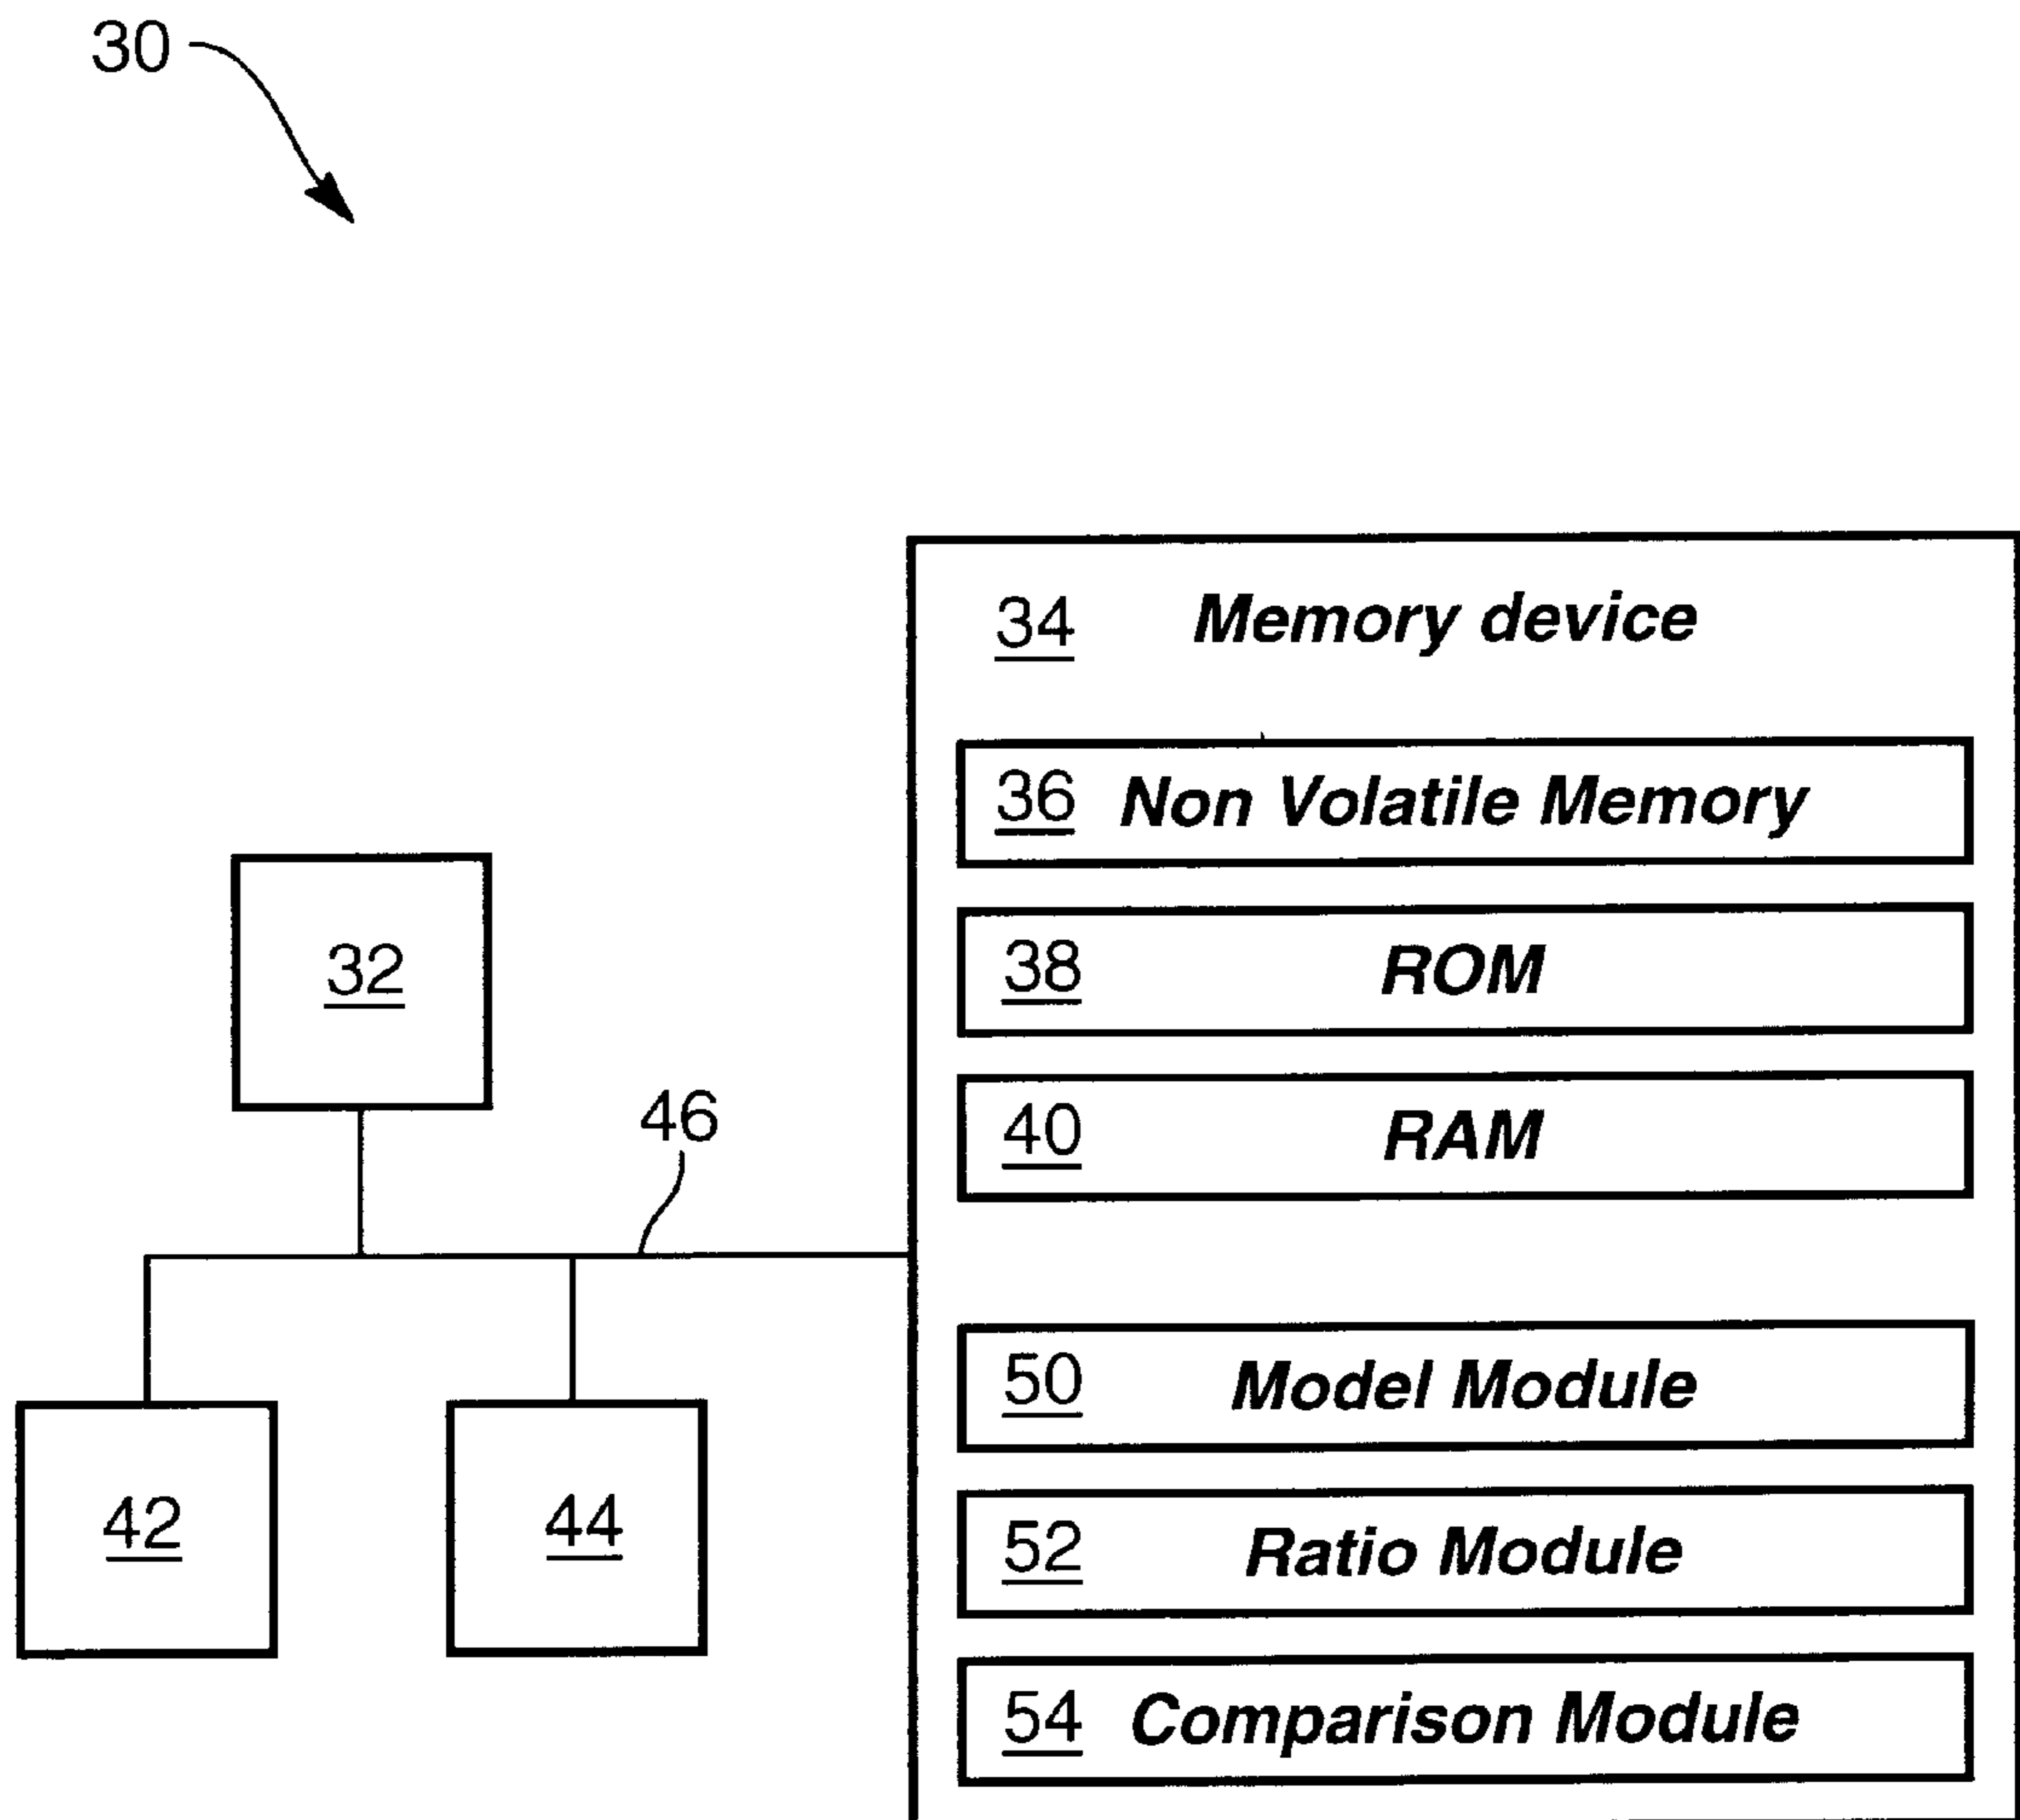 30
34 Memory device
36 Non Volatile Memory
38 ROM
32
40 RAM
46
50 Model Module
42
44
52 Ratio Module
54 Comparison Module